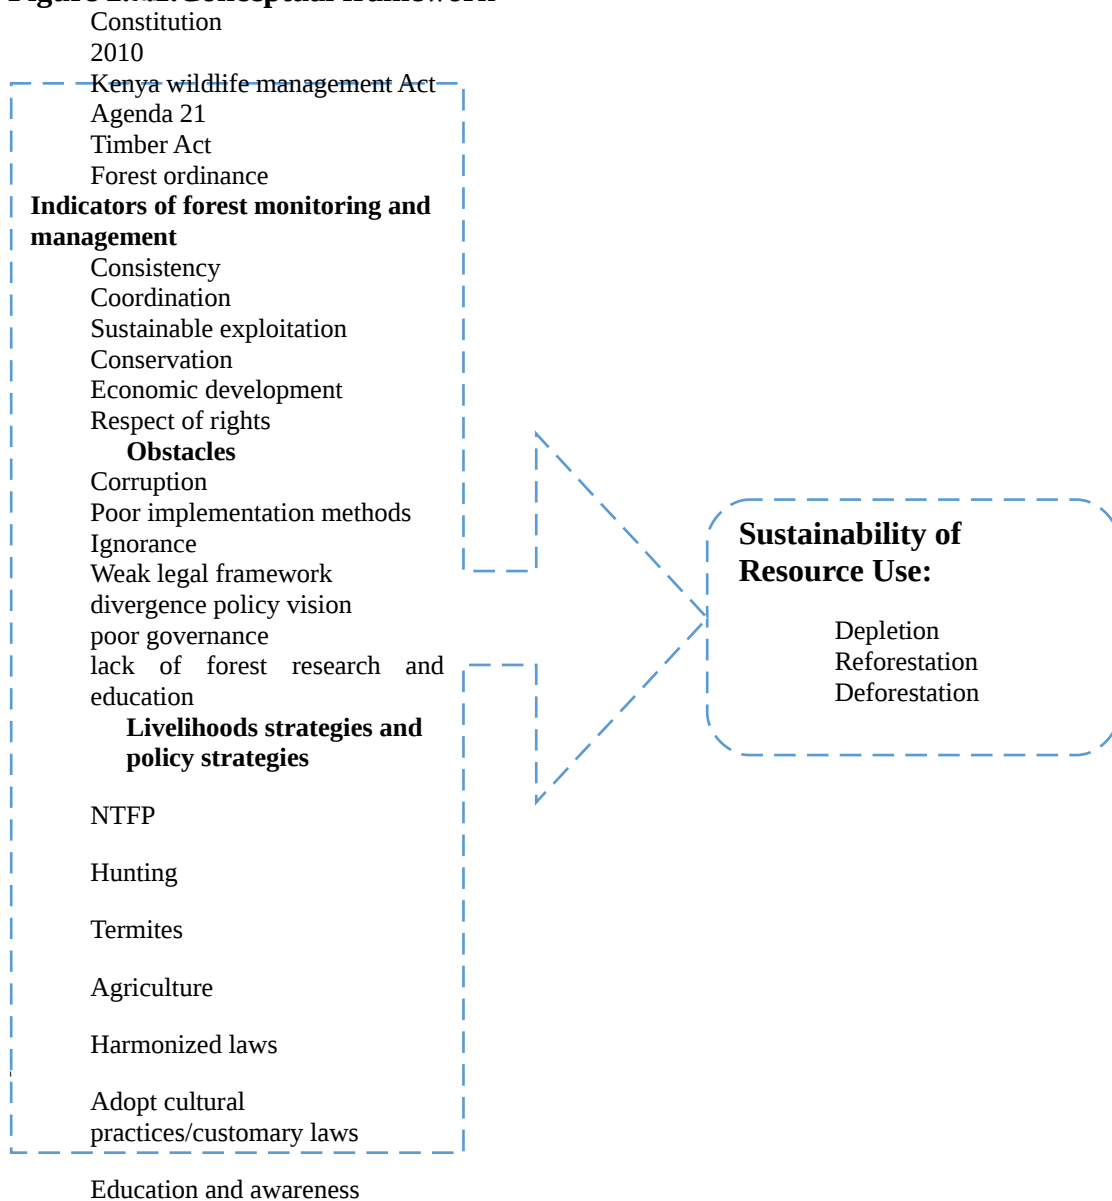 Conceptual framework
Constitution
2010
Kenya wildlife management Act
Agenda 21
Timber Act
Forest ordinance
Indicators of forest monitoring and
management
Consistency
Coordination
Sustainable exploitation
Conservation
Economic development
Respect of rights
Obstacles
Corruption
Poor implementation methods
Ignorance
Weak legal framework
divergence policy vision
poor governance
lack of forest research and
education
Livelihoods strategies and
policy strategies
NTFP
Hunting
Termites
Agriculture
Harmonized laws
Adopt cultural
practices/customary laws
Education and awareness
Sustainability of
Resource Use:
Depletion
Reforestation
Deforestation